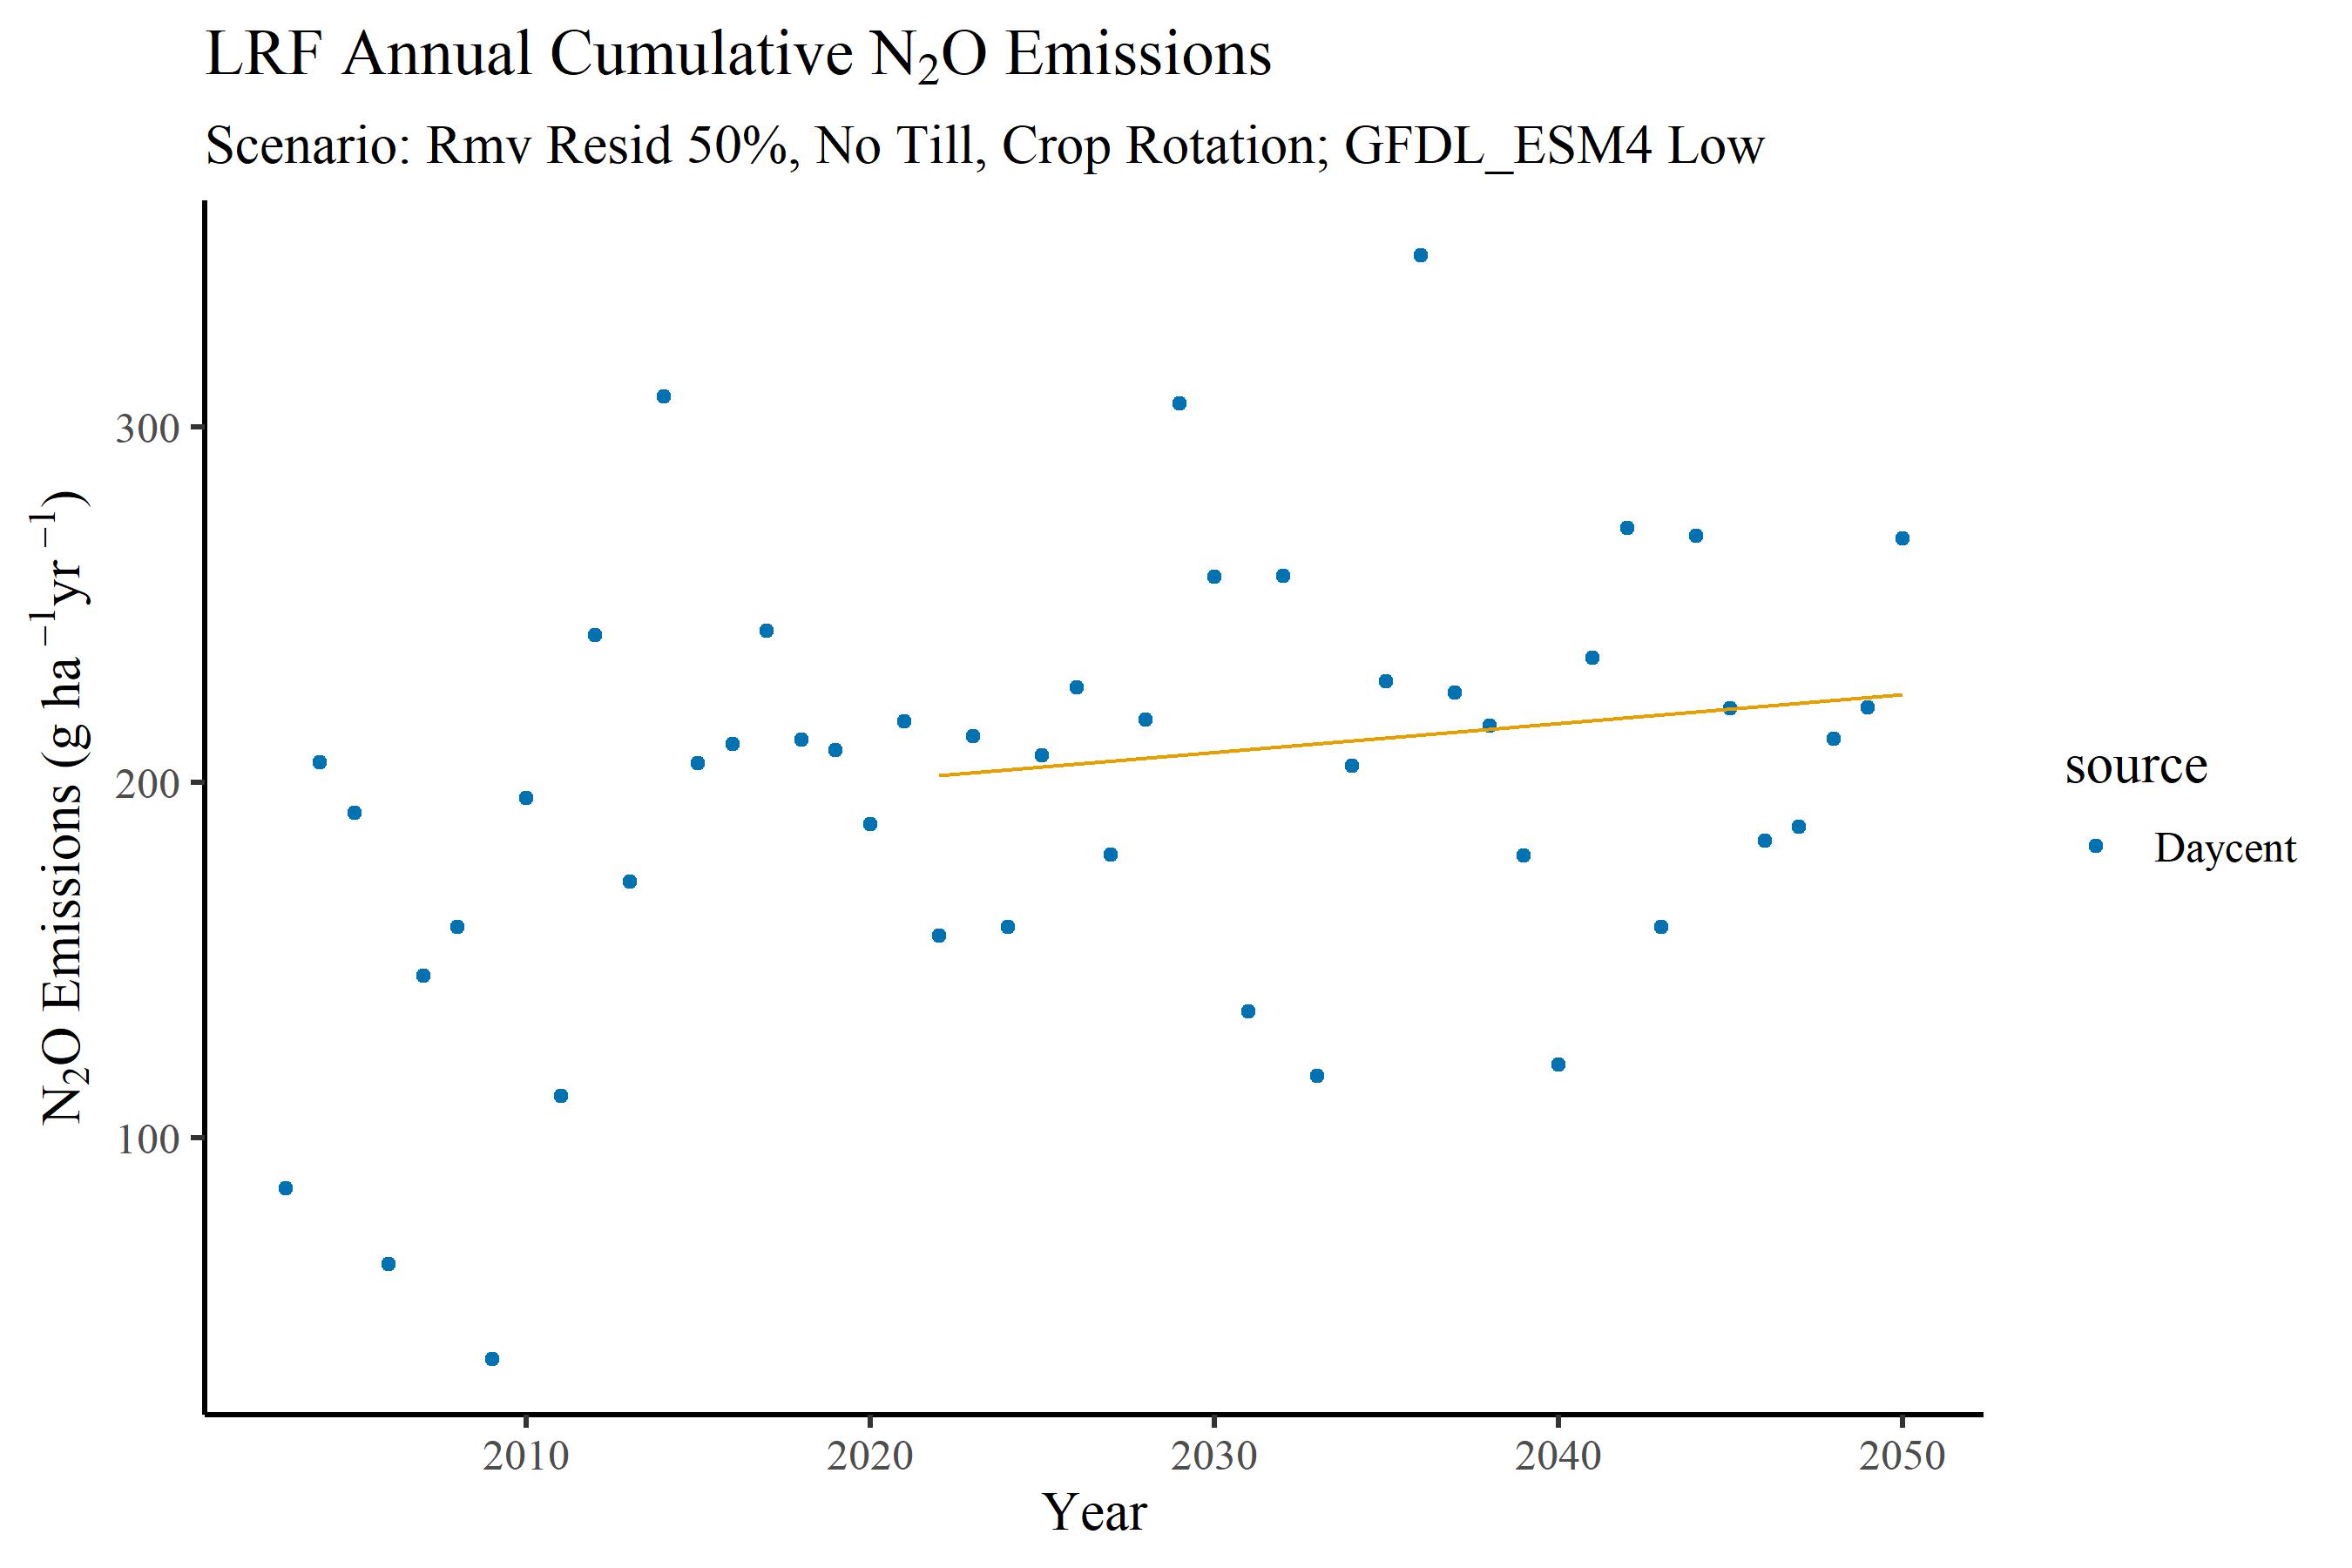 LRF Annual Cumulative N₂O Emissions
Scenario: Rmv Resid 50%, No Till, Crop Rotation; GFDL_ESM4 Low
N₂O Emissions (g ha ⁻¹yr ⁻¹)
300
200
100
2010 2020 2030 2040 2050
Year
source
Daycent